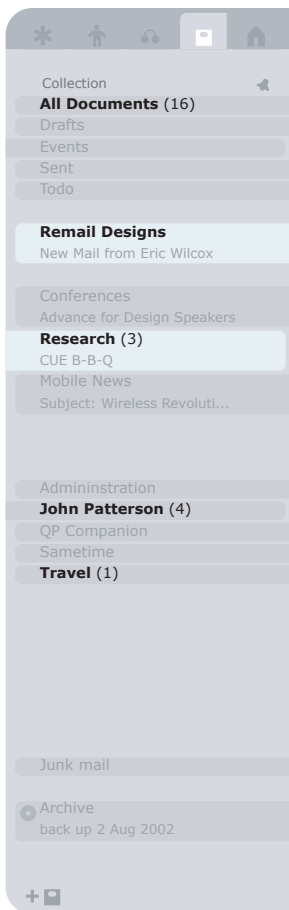 Collection
All Documents (16)
Drafts
Events
Sent
Todo
Remail Designs
New Mail from Eric Wilcox
Conferences
Advance for Design Speakers
Research (3)
CUE B-B-Q
Mobile News
Subject: Wireless Revoluti...
Admininstration
John Patterson (4)
QP Companion
Sametime
Travel (1)
Junk mail
Archive
back up 2 Aug 2002